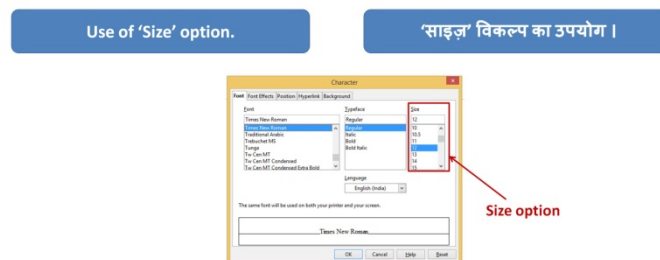 Use of ‘Size’ option.
‘साइज़’ विकल्प का उपयोग ।
Character
Font Font Effects Position Hyperlink Background
Font Typeface Size
Times New Roman Regular 12
Times New Roman Regular 10
Traditional Arabic Italic 10.5
Trebuchet MS Bold 11
Tunga Bold Italic 12
Tw Cen MT 13
Tw Cen MT Condensed 14
Tw Cen MT Condensed Extra Bold 15
Language
English (India)
The same font will be used on both your printer and your screen.
Size option
Times New Roman
OK Cancel Help Reset